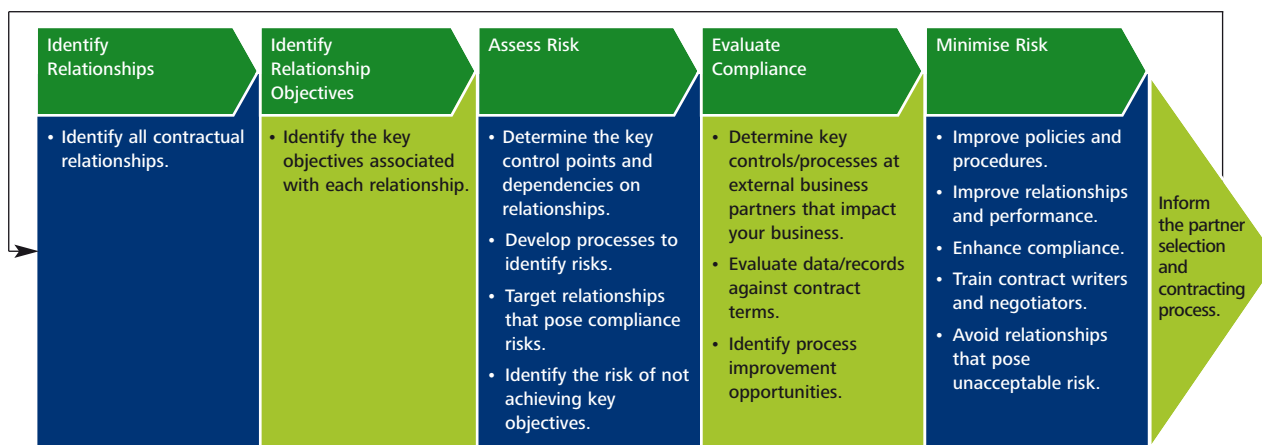 Identify
Relationships
• Identify all contractual
relationships.
Identify
Relationship
Objectives
• Identify the key
objectives associated
with each relationship.
Assess Risk
• Determine the key
control points and
dependencies on
relationships.
• Develop processes to
identify risks.
• Target relationships
that pose compliance
risks.
• Identify the risk of not
achieving key
objectives.
Evaluate
Compliance
• Determine key
controls/processes at
external business
partners that impact
your business.
• Evaluate data/records
against contract
terms.
• Identify process
improvement
opportunities.
Minimise Risk
• Improve policies and
procedures.
• Improve relationships
and performance.
• Enhance compliance.
• Train contract writers
and negotiators.
• Avoid relationships
that pose
unacceptable risk.
Inform
the partner
selection
and
contracting
process.